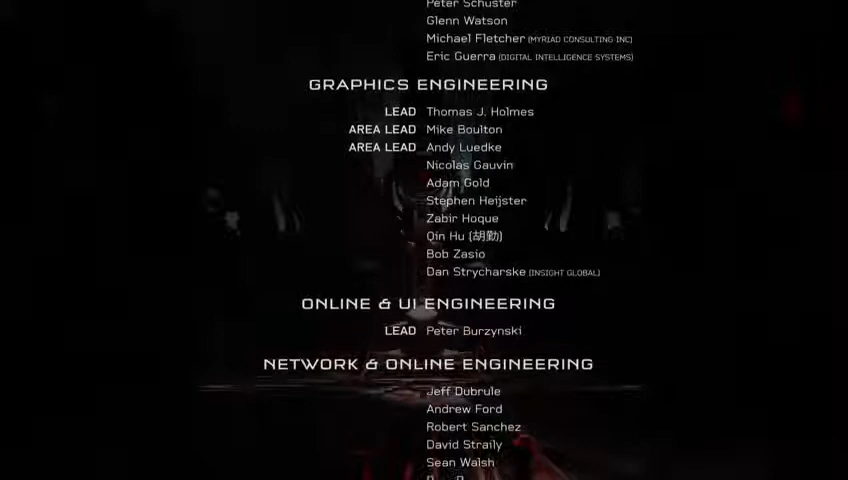 Peter Schuster
Glenn Watson
Michael Fletcher (MYRIAD CONSULTING INC)
Eric Guerra (DIGITAL INTELLIGENCE SYSTEMS)
GRAPHICS ENGINEERING
LEAD Thomas J. Holmes
AREA LEAD Mike Boulton
AREA LEAD Andy Luedke
Nicolas Gauvin
Adam Gold
Stephen Heijster
Zabir Hoque
Qin Hu (胡勤)
Bob Zasio
Dan Strycharske (INSIGHT GLOBAL)
ONLINE & UI ENGINEERING
LEAD Peter Burzynski
NETWORK & ONLINE ENGINEERING
Jeff Dubrule
Andrew Ford
Robert Sanchez
David Straily
Sean Walsh